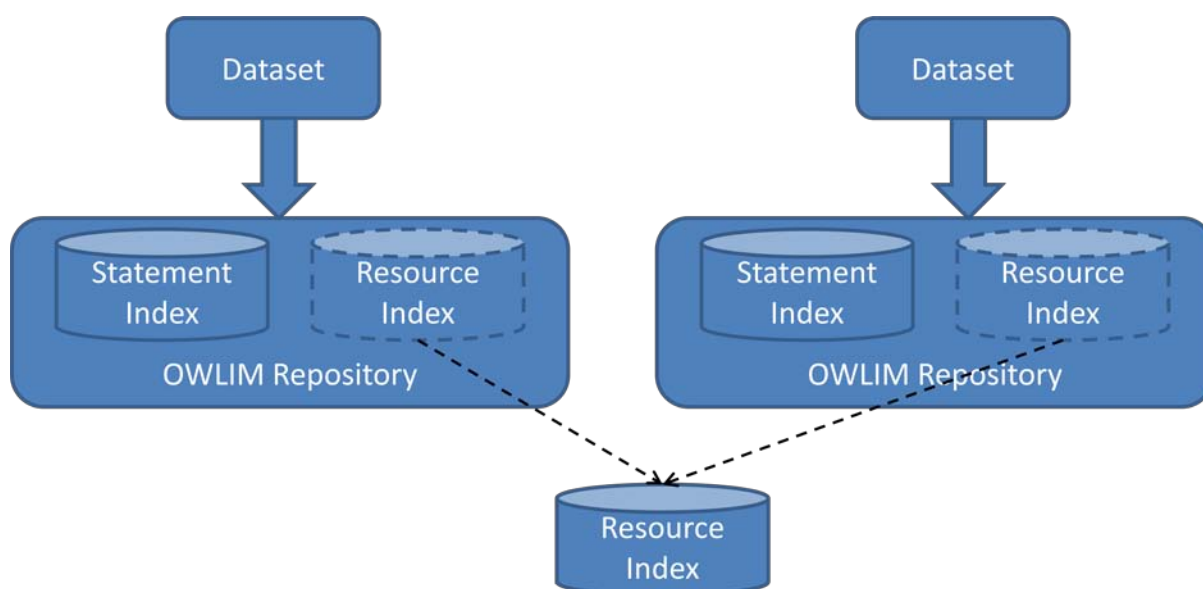 Dataset
Dataset
Statement
Index
Resource
Index
OWLIM Repository
Statement
Index
Resource
Index
OWLIM Repository
Resource
Index